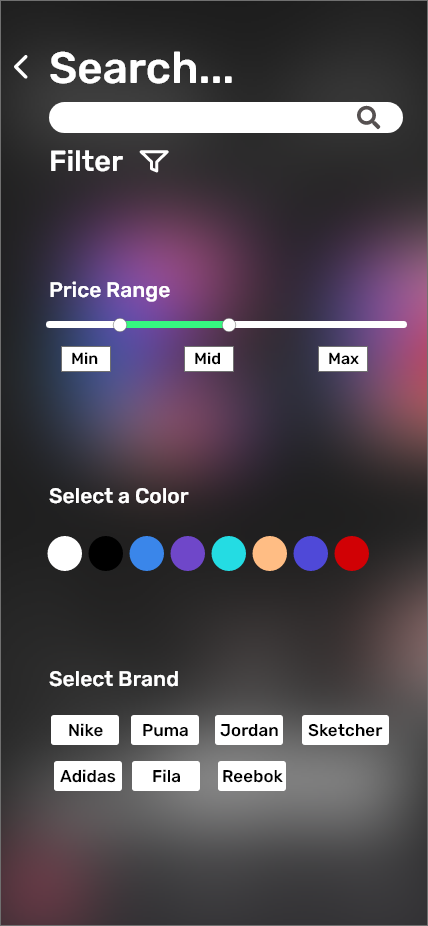 Search...
Filter
Price Range
Min Mid Max
Select a Color
Select Brand
Nike Puma Jordan Sketcher
Adidas Fila Reebok